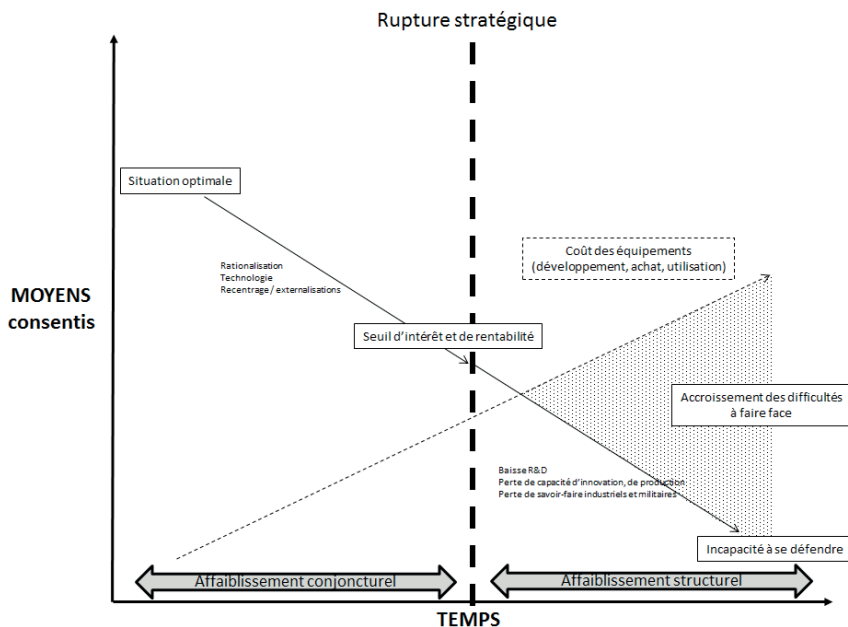 Rupture stratégique
Situation optimale
Rationalisation
Technologie
Recentrage / externalisations
Coût des équipements
(développement, achat, utilisation)
MOYENS
consentis
Seuil d'intérêt et de rentabilité
Accroissement des difficultés
à faire face
Baisse R&D
Perte de capacité d'innovation, de production
Perte de savoir-faire industriels et militaires
Incapacité à se défendre
Affaiblissement conjoncturel
Affaiblissement structurel
TEMPS